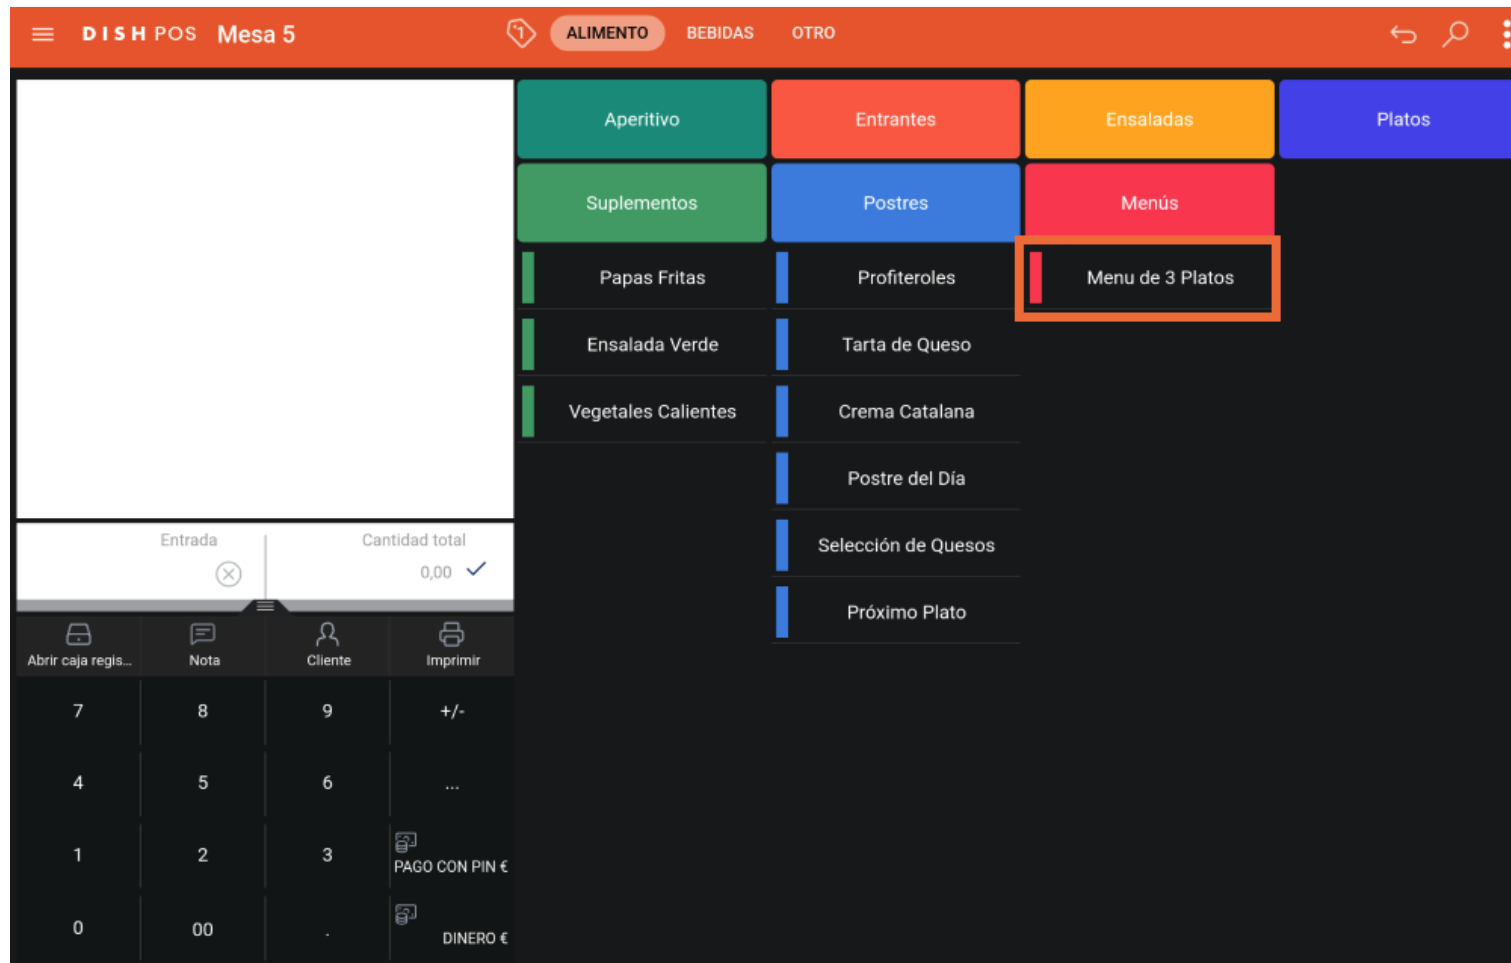 DISH POS Mesa 5
1 ALIMENTO BEBIDAS OTRO
Aperitivo Entrantes Ensaladas Platos
Suplementos Postres Menús
Papas Fritas Profiteroles Menu de 3 Platos
Ensalada Verde Tarta de Queso
Vegetales Calientes Crema Catalana
Postre del Día
Selección de Quesos
Próximo Plato
Entrada Cantidad total
0,00
Abrir caja regis... Nota Cliente Imprimir
7 8 9 +/-
4 5 6 ...
1 2 3 PAGO CON PIN €
0 00 . DINERO €